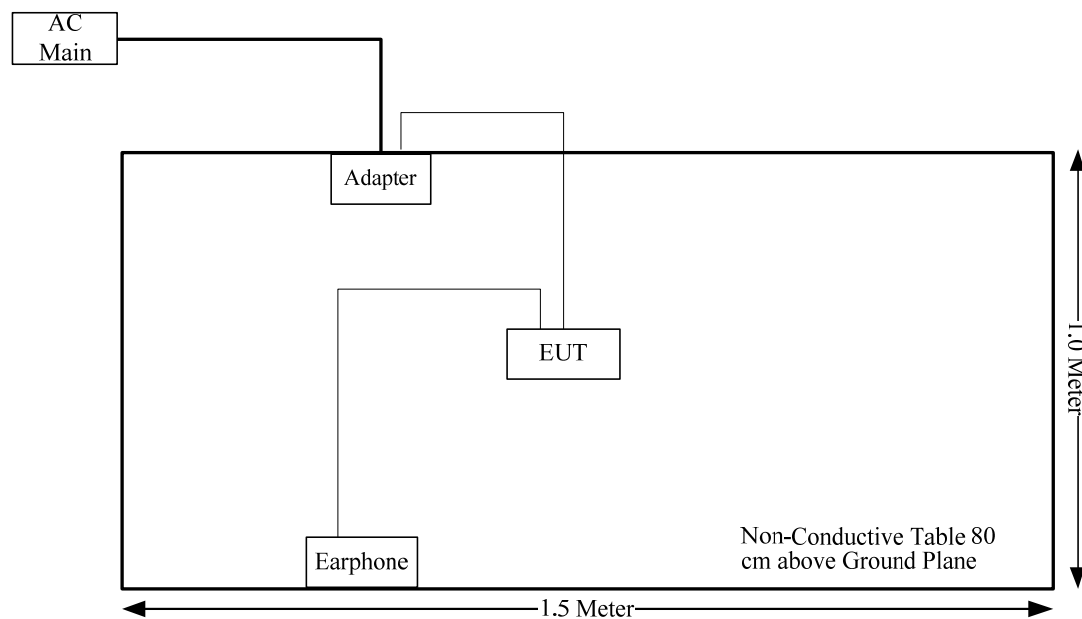 AC
Main
Adapter
EUT
1.0 Meter
Non-Conductive Table 80
cm above Ground Plane
Earphone
1.5 Meter